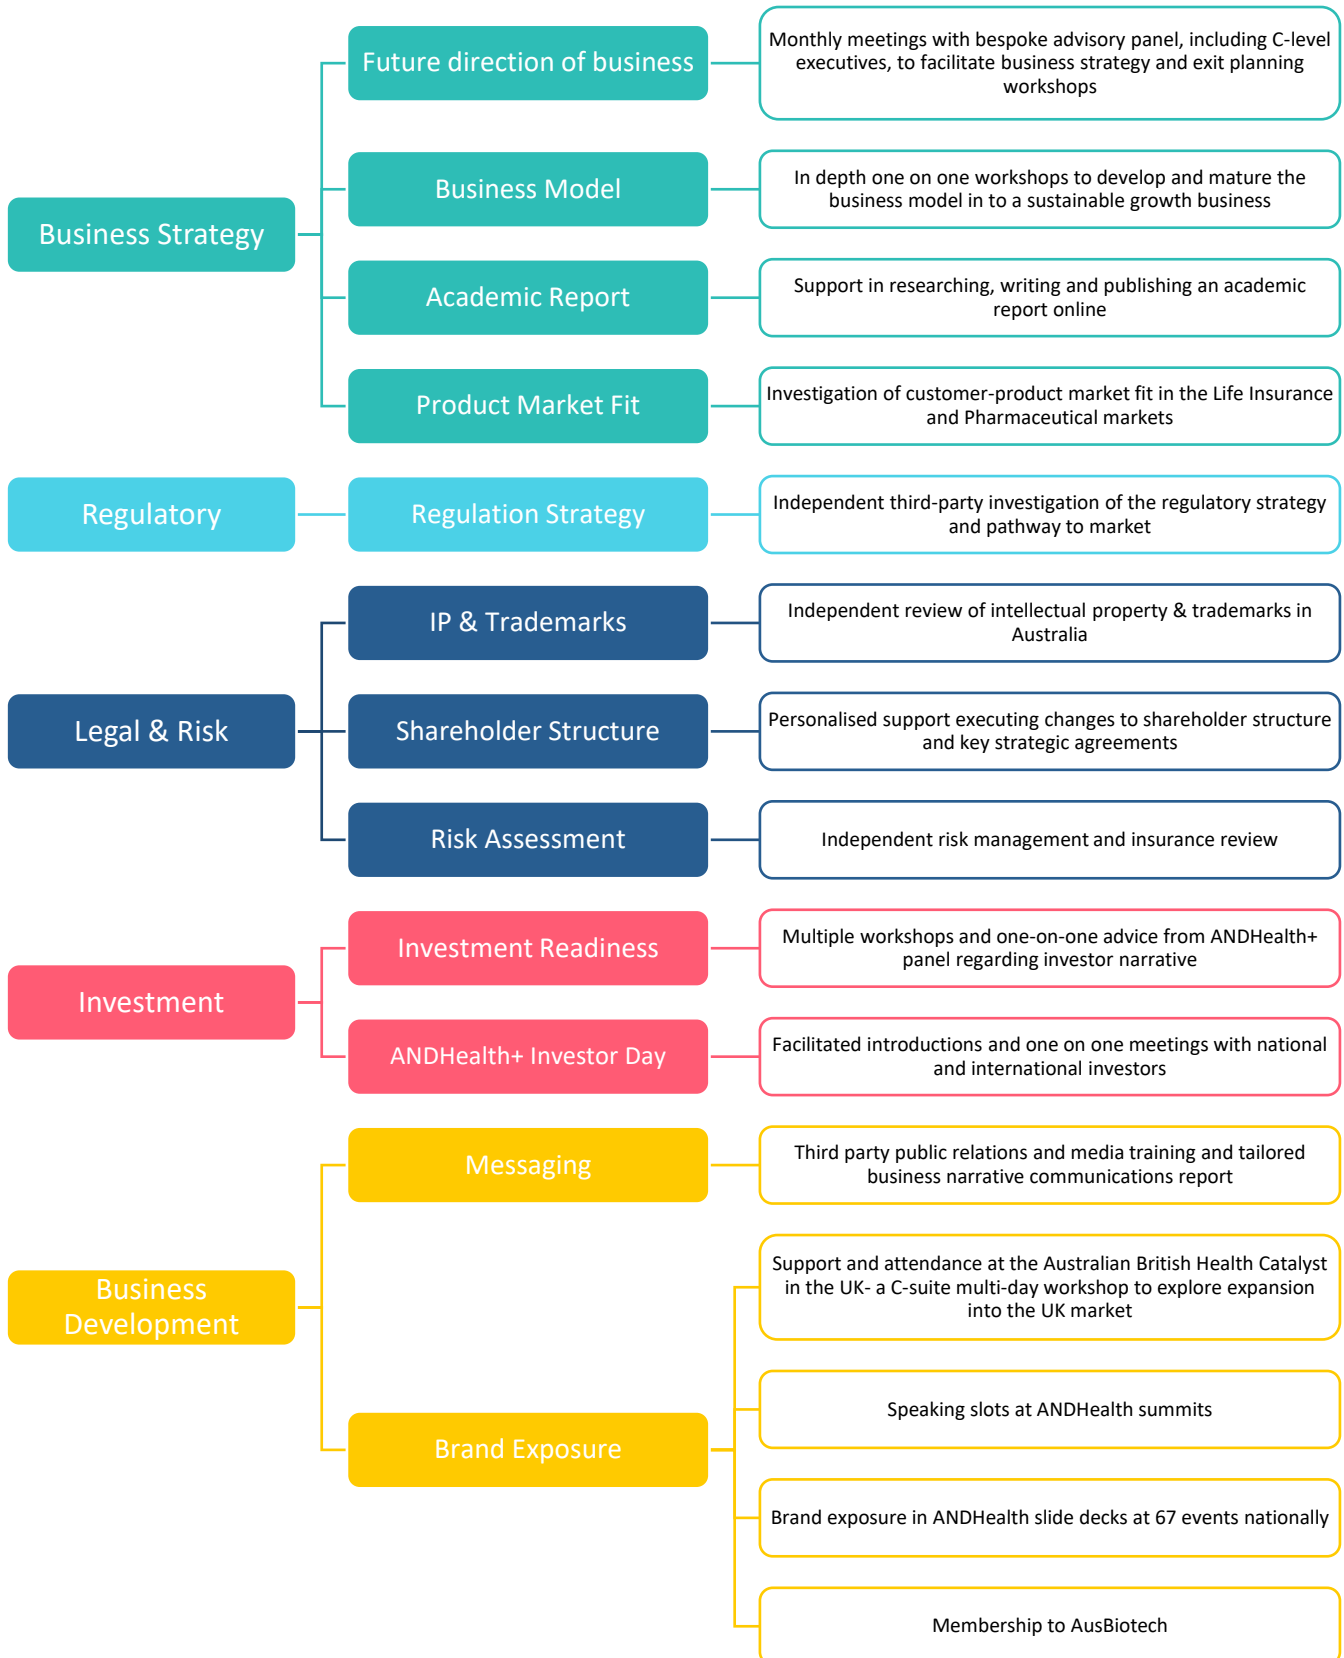 Business Strategy
Future direction of business
Monthly meetings with bespoke advisory panel, including C-level
executives, to facilitate business strategy and exit planning
workshops
Business Model
In depth one on one workshops to develop and mature the
business model in to a sustainable growth business
Academic Report
Support in researching, writing and publishing an academic
report online
Product Market Fit
Investigation of customer-product market fit in the Life Insurance
and Pharmaceutical markets
Regulatory
Regulation Strategy
Independent third-party investigation of the regulatory strategy
and pathway to market
Legal & Risk
IP & Trademarks
Independent review of intellectual property & trademarks in
Australia
Shareholder Structure
Personalised support executing changes to shareholder structure
and key strategic agreements
Risk Assessment
Independent risk management and insurance review
Investment
Investment Readiness
Multiple workshops and one-on-one advice from ANDHealth+
panel regarding investor narrative
ANDHealth+ Investor Day
Facilitated introductions and one on one meetings with national
and international investors
Business
Development
Messaging
Third party public relations and media training and tailored
business narrative communications report
Brand Exposure
Support and attendance at the Australian British Health Catalyst
in the UK- a C-suite multi-day workshop to explore expansion
into the UK market
Speaking slots at ANDHealth summits
Brand exposure in ANDHealth slide decks at 67 events nationally
Membership to AusBiotech